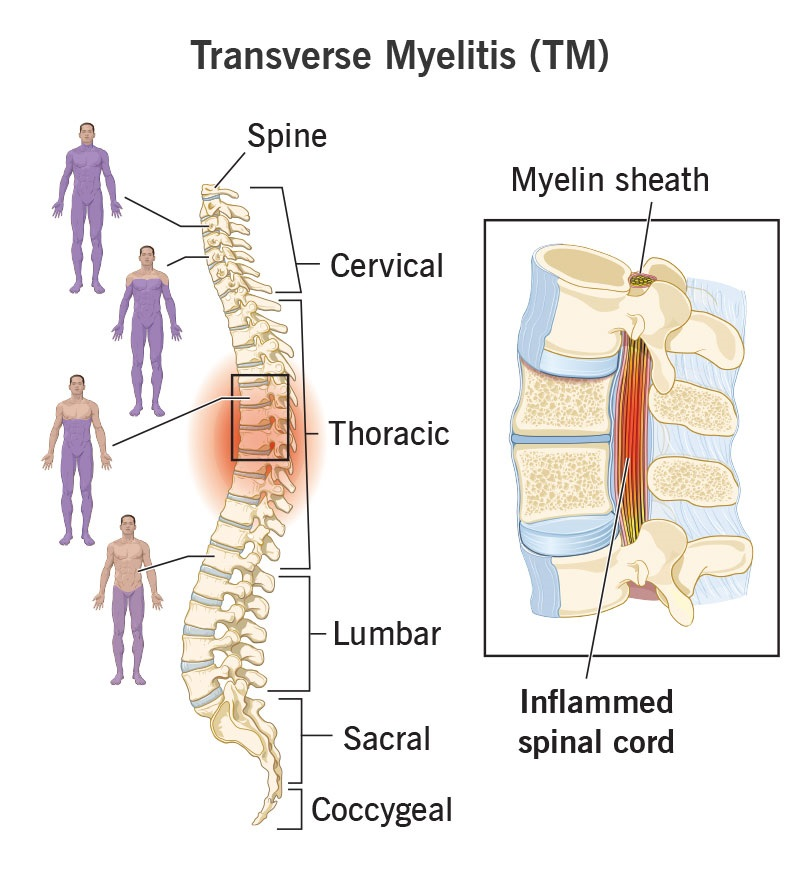 Transverse Myelitis (TM)
Spine
Cervical
Thoracic
Lumbar
Sacral
Coccygeal
Myelin sheath
Inflammed
spinal cord